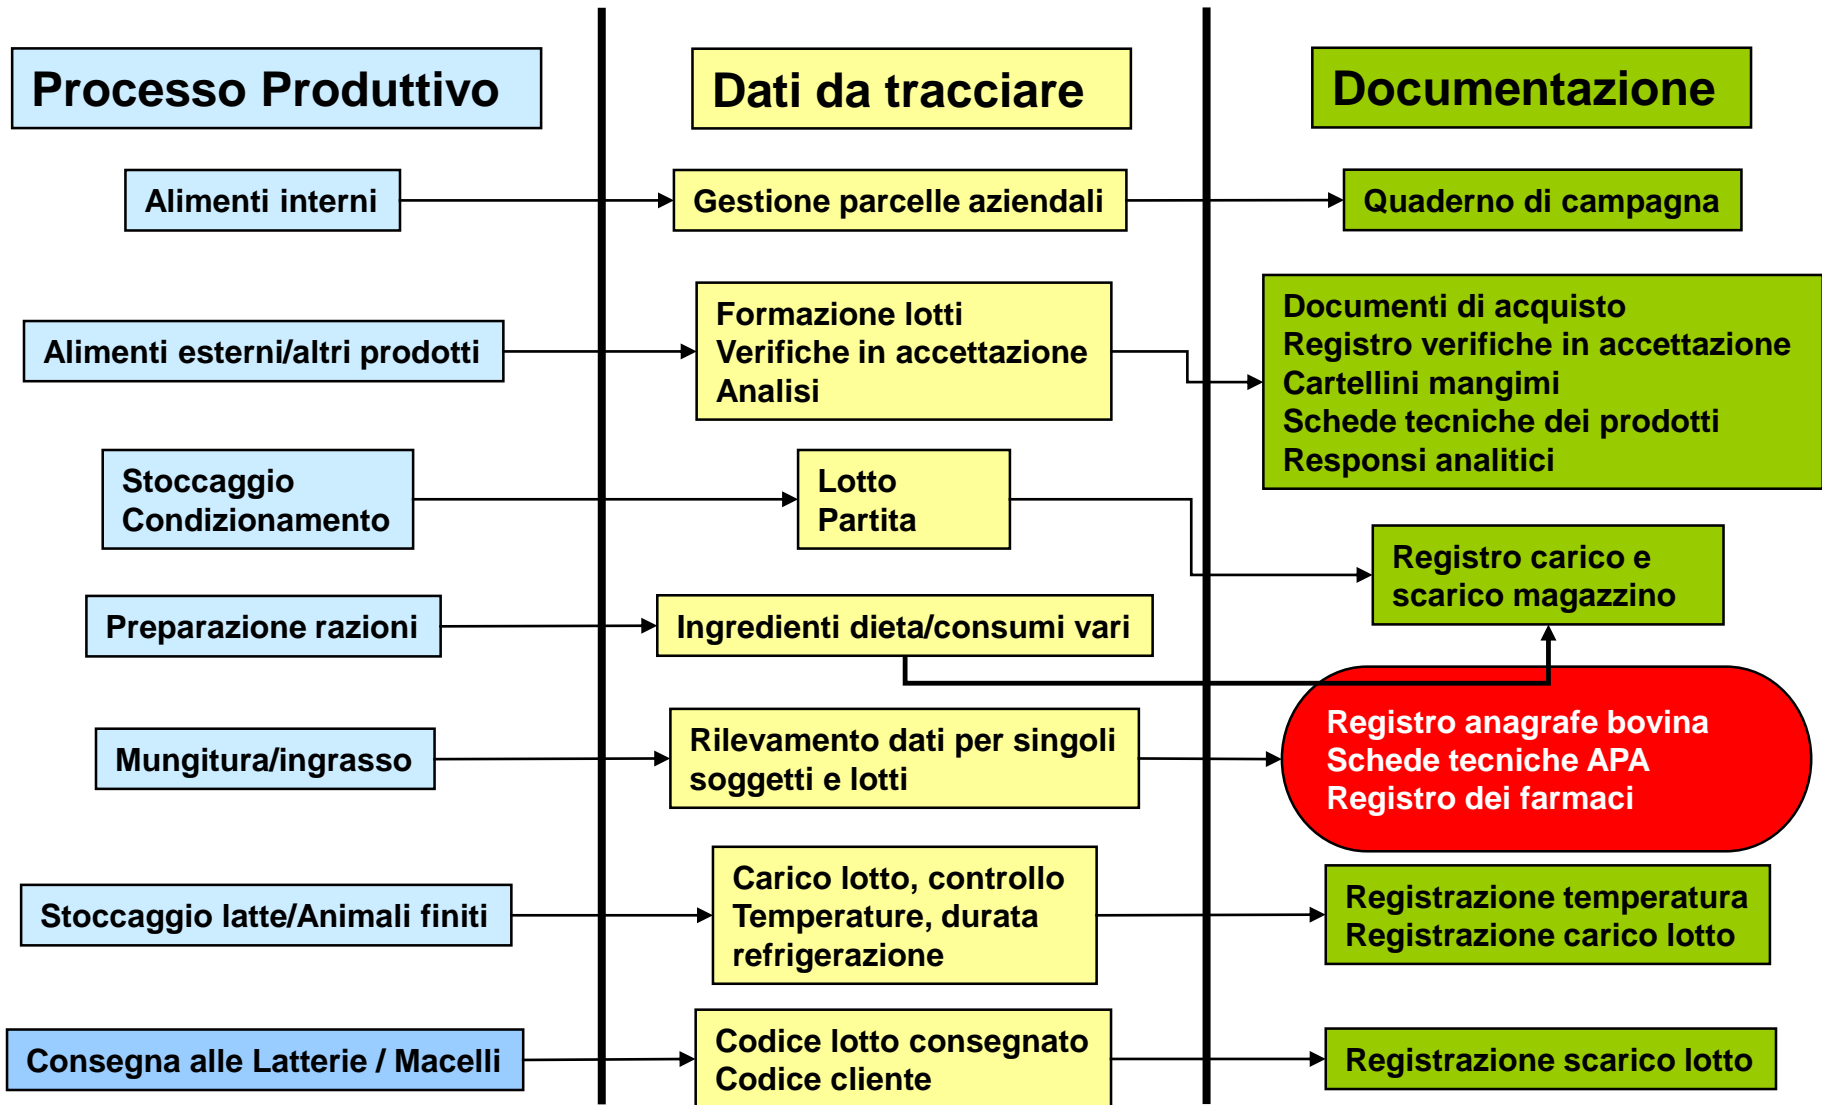 Processo Produttivo
Dati da tracciare
Documentazione
Alimenti interni
Gestione parcelle aziendali
Quaderno di campagna
Alimenti esterni/altri prodotti
Formazione lotti
Verifiche in accettazione
Analisi
Documenti di acquisto
Registro verifiche in accettazione
Cartellini mangimi
Schede tecniche dei prodotti
Responsi analitici
Stoccaggio
Condizionamento
Lotto
Partita
Registro carico e
scarico magazzino
Preparazione razioni
Ingredienti dieta/consumi vari
Mungitura/ingrasso
Rilevamento dati per singoli
soggetti e lotti
Registro anagrafe bovina
Schede tecniche APA
Registro dei farmaci
Stoccaggio latte/Animali finiti
Carico lotto, controllo
Temperature, durata
refrigerazione
Registrazione temperatura
Registrazione carico lotto
Consegna alle Latterie / Macelli
Codice lotto consegnato
Codice cliente
Registrazione scarico lotto